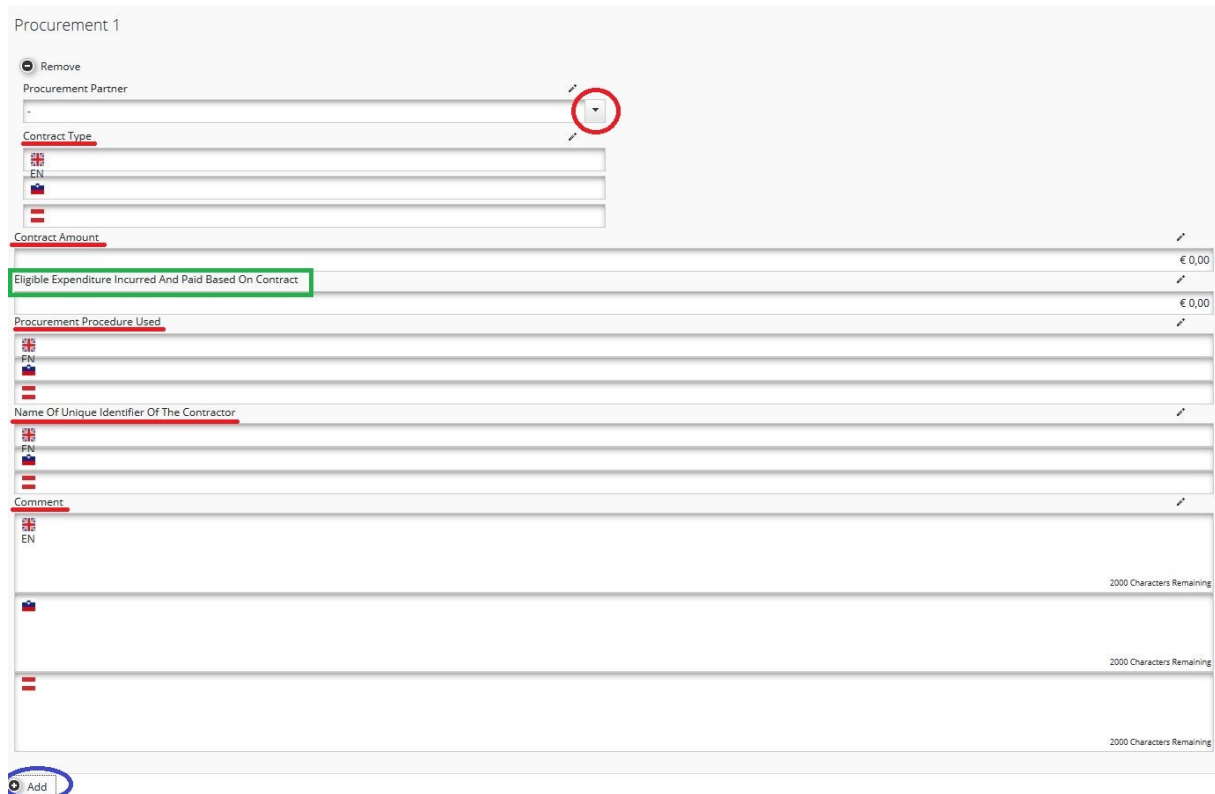 Procurement 1
Remove
Procurement Partner
-
Contract Type
EN
Contract Amount
€ 0,00
Eligible Expenditure Incurred And Paid Based On Contract
€ 0,00
Procurement Procedure Used
EN
Name Of Unique Identifier Of The Contractor
EN
Comment
EN
2000 Characters Remaining
2000 Characters Remaining
2000 Characters Remaining
Add